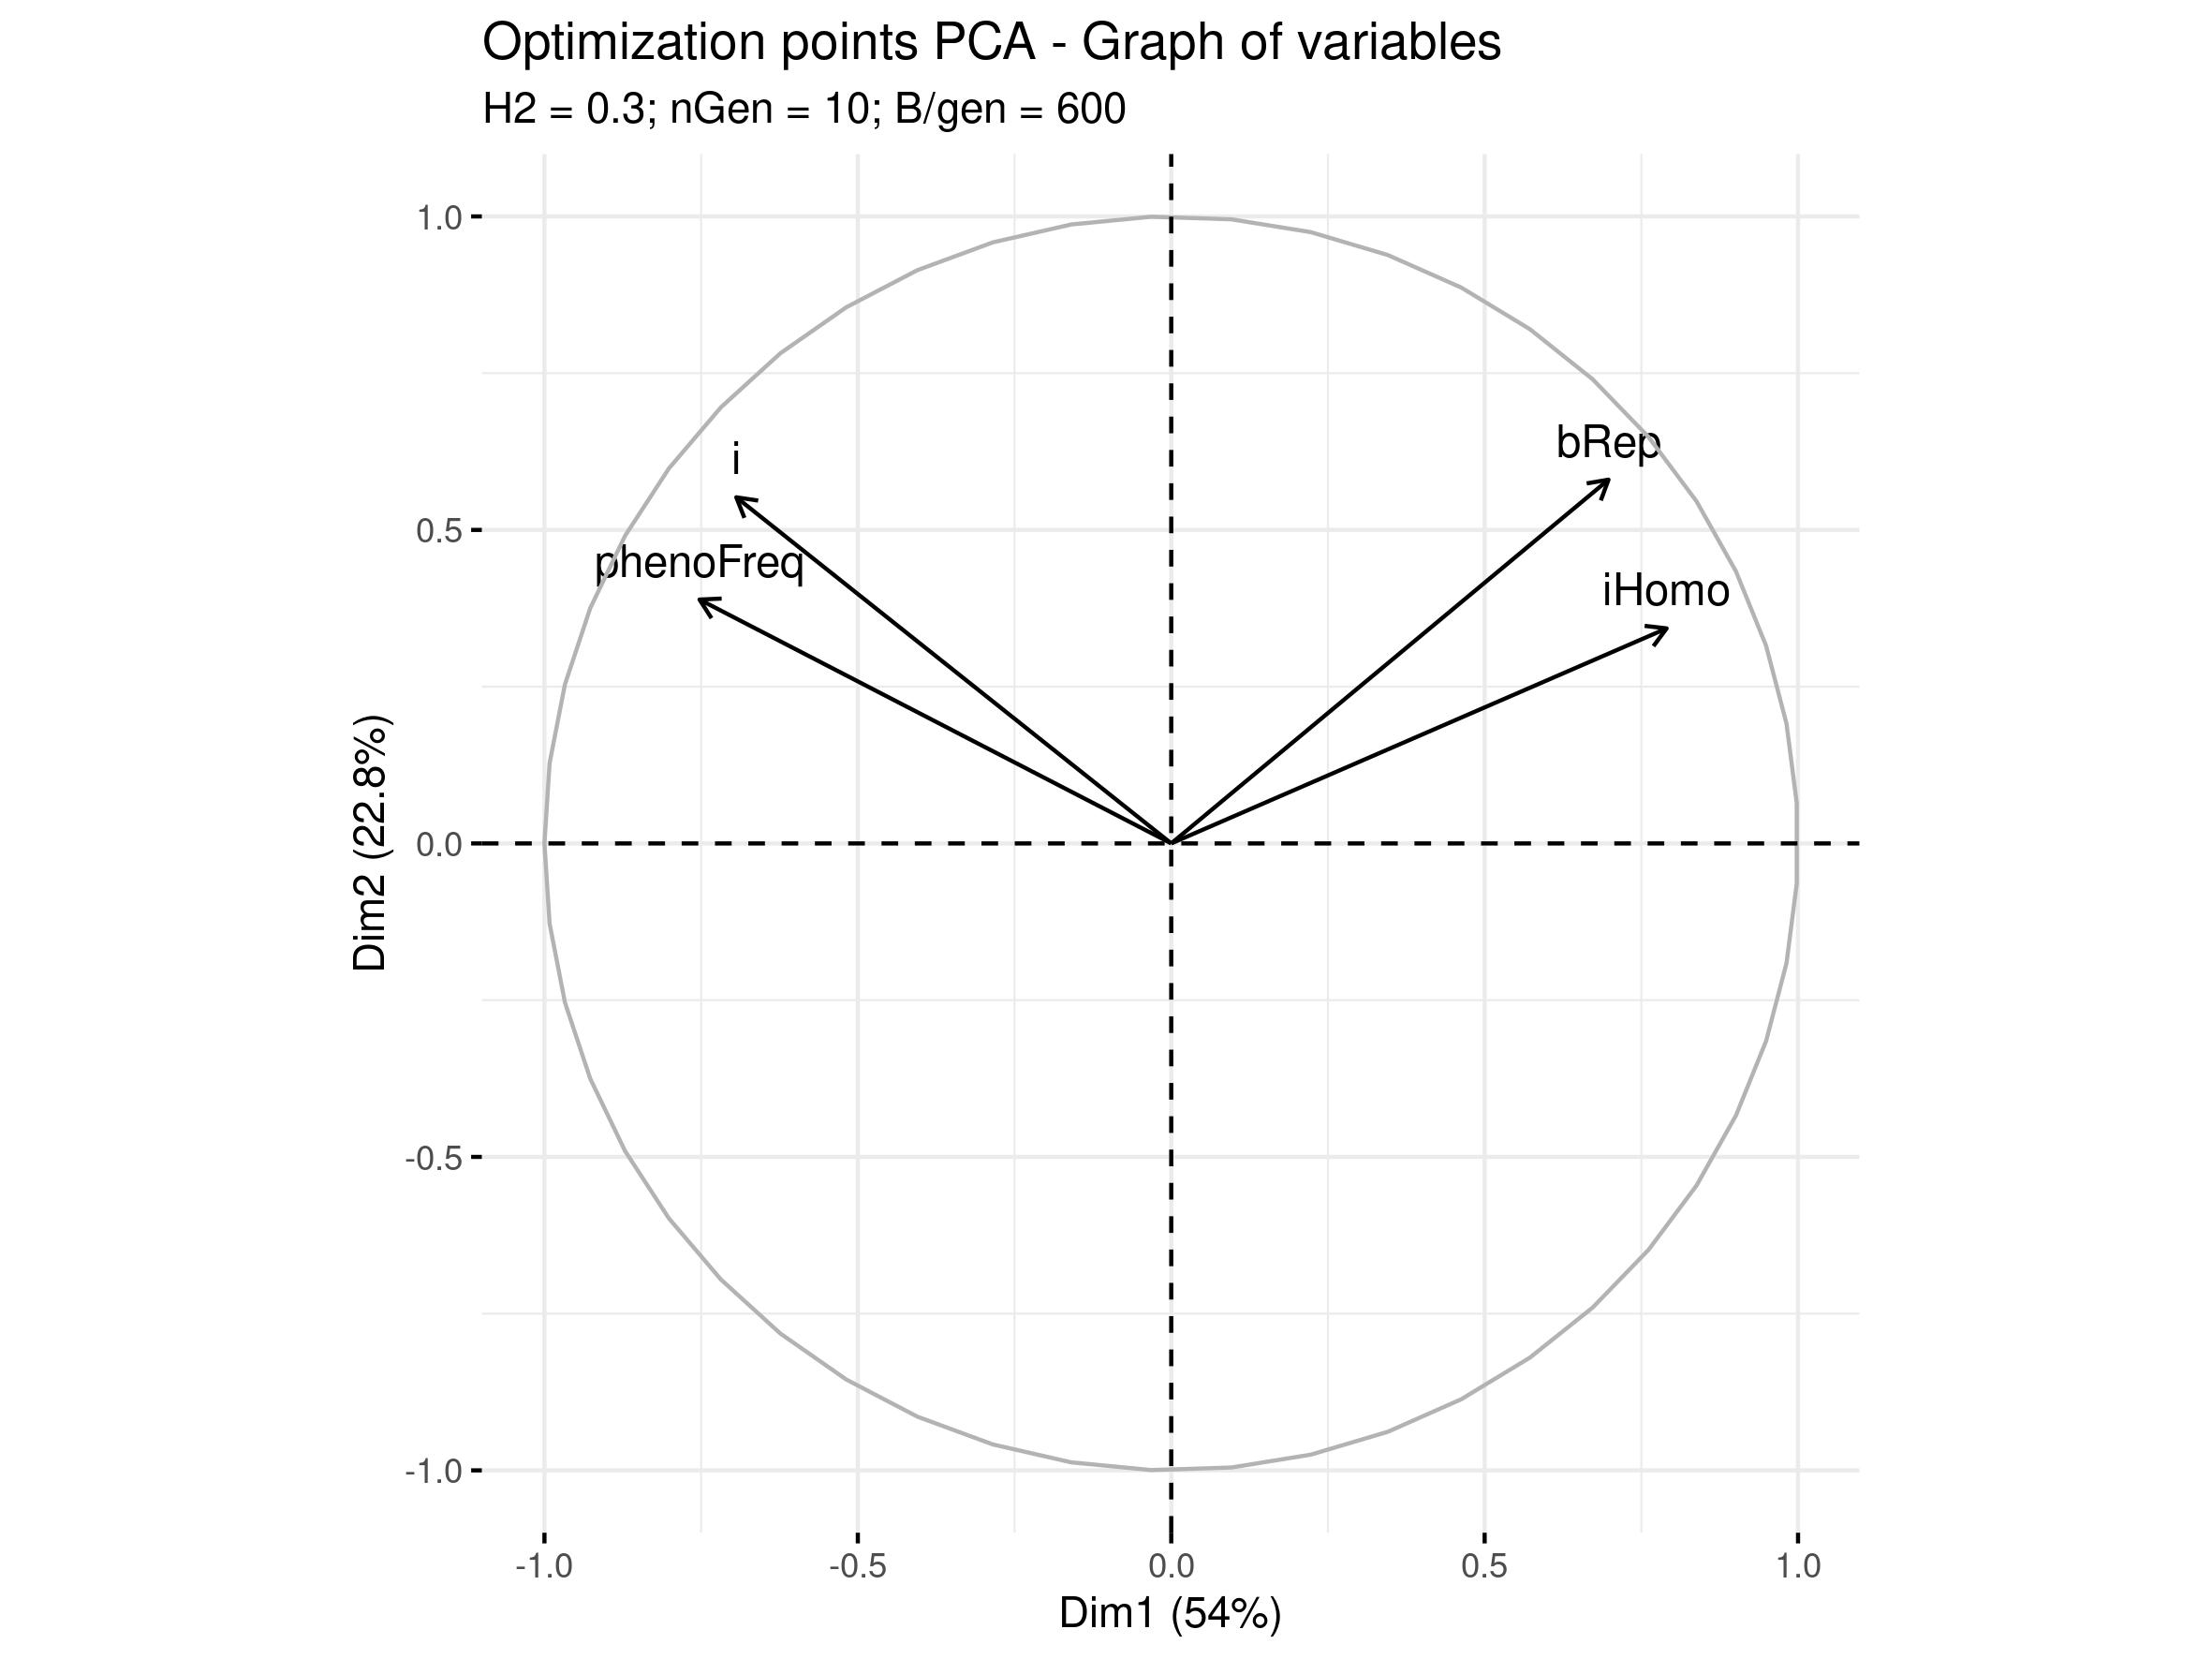 Optimization points PCA - Graph of variables
H2 = 0.3; nGen = 10; B/gen = 600
1.0
0.5
0.0
-0.5
-1.0
Dim2 (22.8%)
i
phenoFreq
bRep
iHomo
-1.0
-0.5
0.0
0.5
1.0
Dim1 (54%)